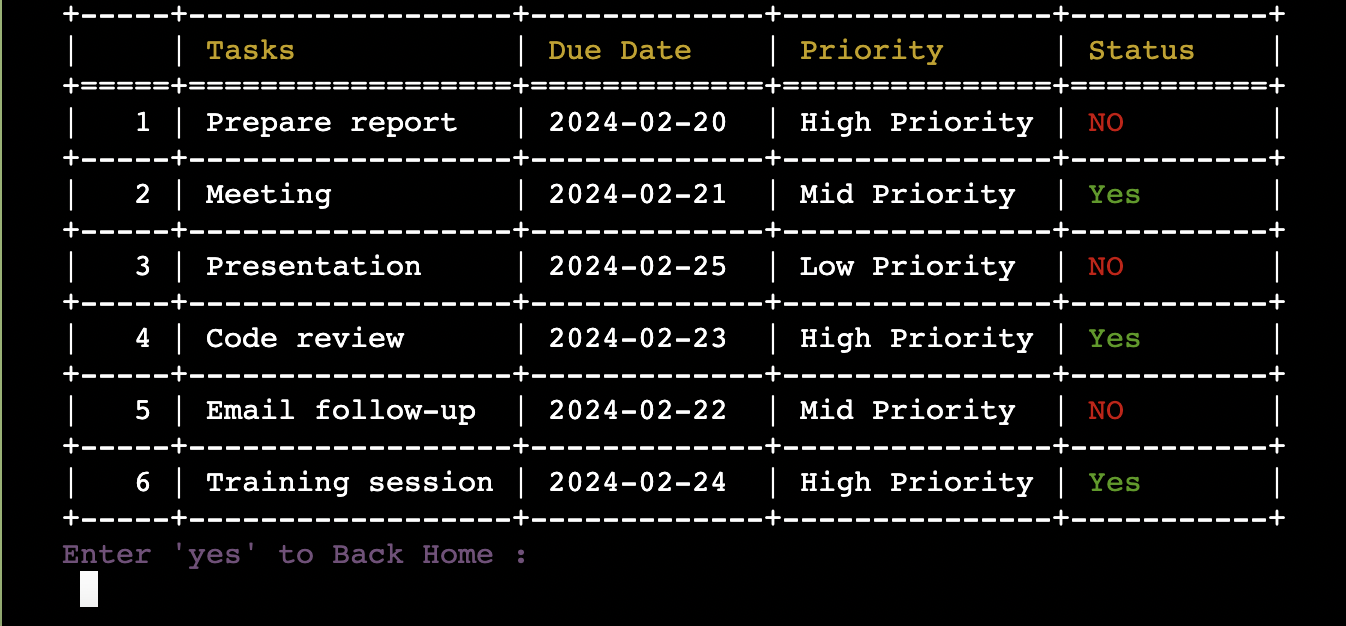 Tasks Due Date Priority Status
1 Prepare report 2024-02-20 High Priority NO
2 Meeting 2024-02-21 Mid Priority Yes
3 Presentation 2024-02-25 Low Priority NO
4 Code review 2024-02-23 High Priority Yes
5 Email follow-up 2024-02-22 Mid Priority NO
6 Training session 2024-02-24 High Priority Yes
Enter 'yes' to Back Home :